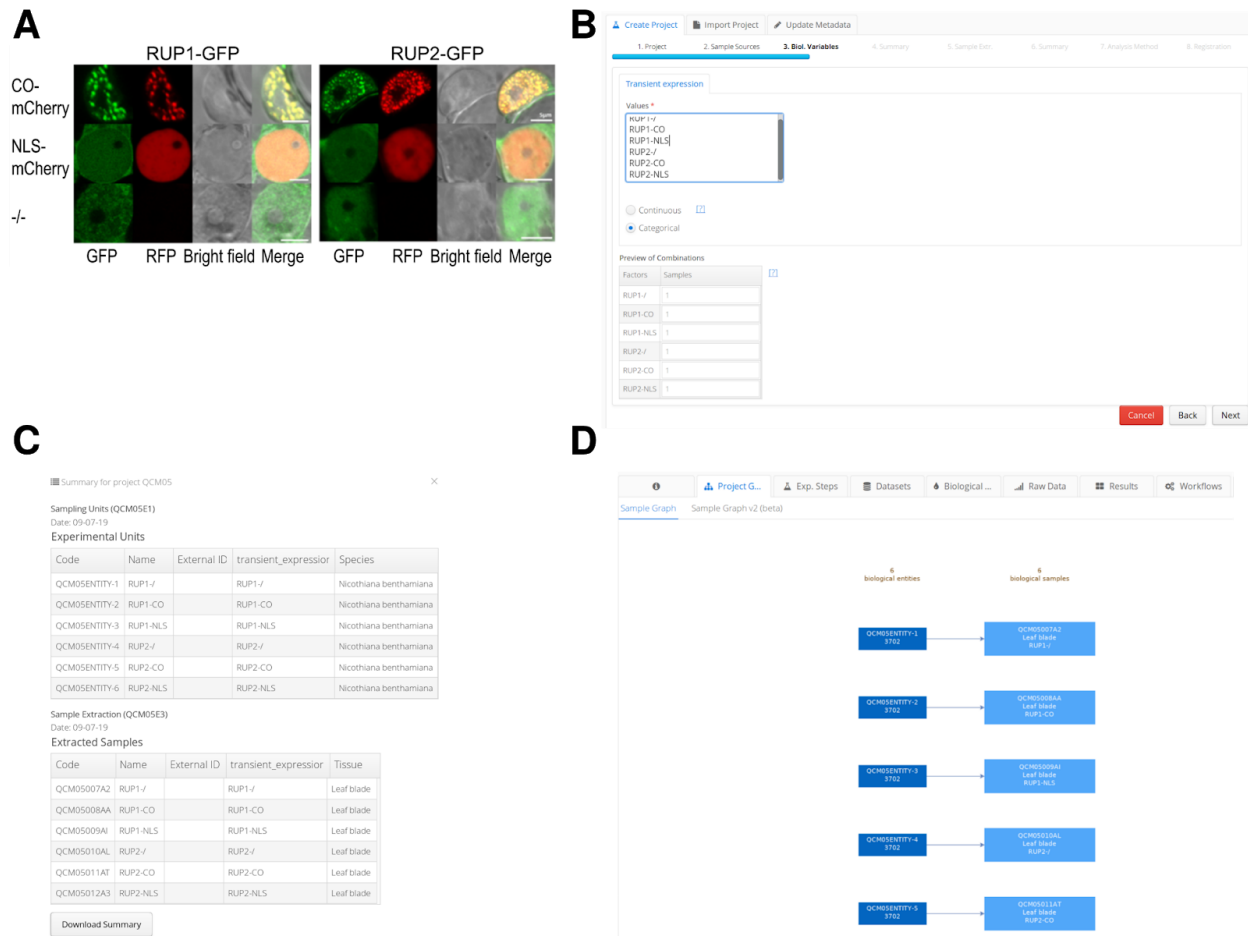 A
RUP1-GFP RUP2-GFP
CO-
mCherry
5µm
NLS-
mCherry
-/-
GFP RFP Bright field Merge GFP RFP Bright field Merge
B
Create Project Import Project Update Metadata
1. Project 2. Sample Sources 3. Biol. Variables 4. Summary 5. Sample Extr. 6. Summary 7. Analysis Method 8. Registration
Transient expression
Values *
RUP1-/
RUP1-CO
RUP1-NLS
RUP2-/
RUP2-CO
RUP2-NLS
Continuous [?]
Categorical
Preview of Combinations
Factors Samples [?]
RUP1-/ 1
RUP1-CO 1
RUP1-NLS 1
RUP2-/ 1
RUP2-CO 1
RUP2-NLS 1
Cancel Back Next
C
Summary for project QCM05 ×
Sampling Units (QCM05E1)
Date: 09-07-19
Experimental Units
Code Name External ID transient_expressior Species
QCM05ENTITY-1 RUP1-/ RUP1-/ Nicothiana benthamiana
QCM05ENTITY-2 RUP1-CO RUP1-CO Nicothiana benthamiana
QCM05ENTITY-3 RUP1-NLS RUP1-NLS Nicothiana benthamiana
QCM05ENTITY-4 RUP2-/ RUP2-/ Nicothiana benthamiana
QCM05ENTITY-5 RUP2-CO RUP2-CO Nicothiana benthamiana
QCM05ENTITY-6 RUP2-NLS RUP2-NLS Nicothiana benthamiana
Sample Extraction (QCM05E3)
Date: 09-07-19
Extracted Samples
Code Name External ID transient_expressior Tissue
QCM05007A2 RUP1-/ RUP1-/ Leaf blade
QCM05008AA RUP1-CO RUP1-CO Leaf blade
QCM05009AI RUP1-NLS RUP1-NLS Leaf blade
QCM05010AL RUP2-/ RUP2-/ Leaf blade
QCM05011AT RUP2-CO RUP2-CO Leaf blade
QCM05012A3 RUP2-NLS RUP2-NLS Leaf blade
Download Summary
D
Project G... Exp. Steps Datasets Biological ... Raw Data Results Workflows
Sample Graph Sample Graph v2 (beta)
6
biological entities
6
biological samples
QCM05ENTITY-1
3702
QCM05007A2
Leaf blade
RUP1-/
QCM05ENTITY-2
3702
QCM05008AA
Leaf blade
RUP1-CO
QCM05ENTITY-3
3702
QCM05009AI
Leaf blade
RUP1-NLS
QCM05ENTITY-4
3702
QCM05010AL
Leaf blade
RUP2-/
QCM05ENTITY-5
3702
QCM05011AT
Leaf blade
RUP2-CO